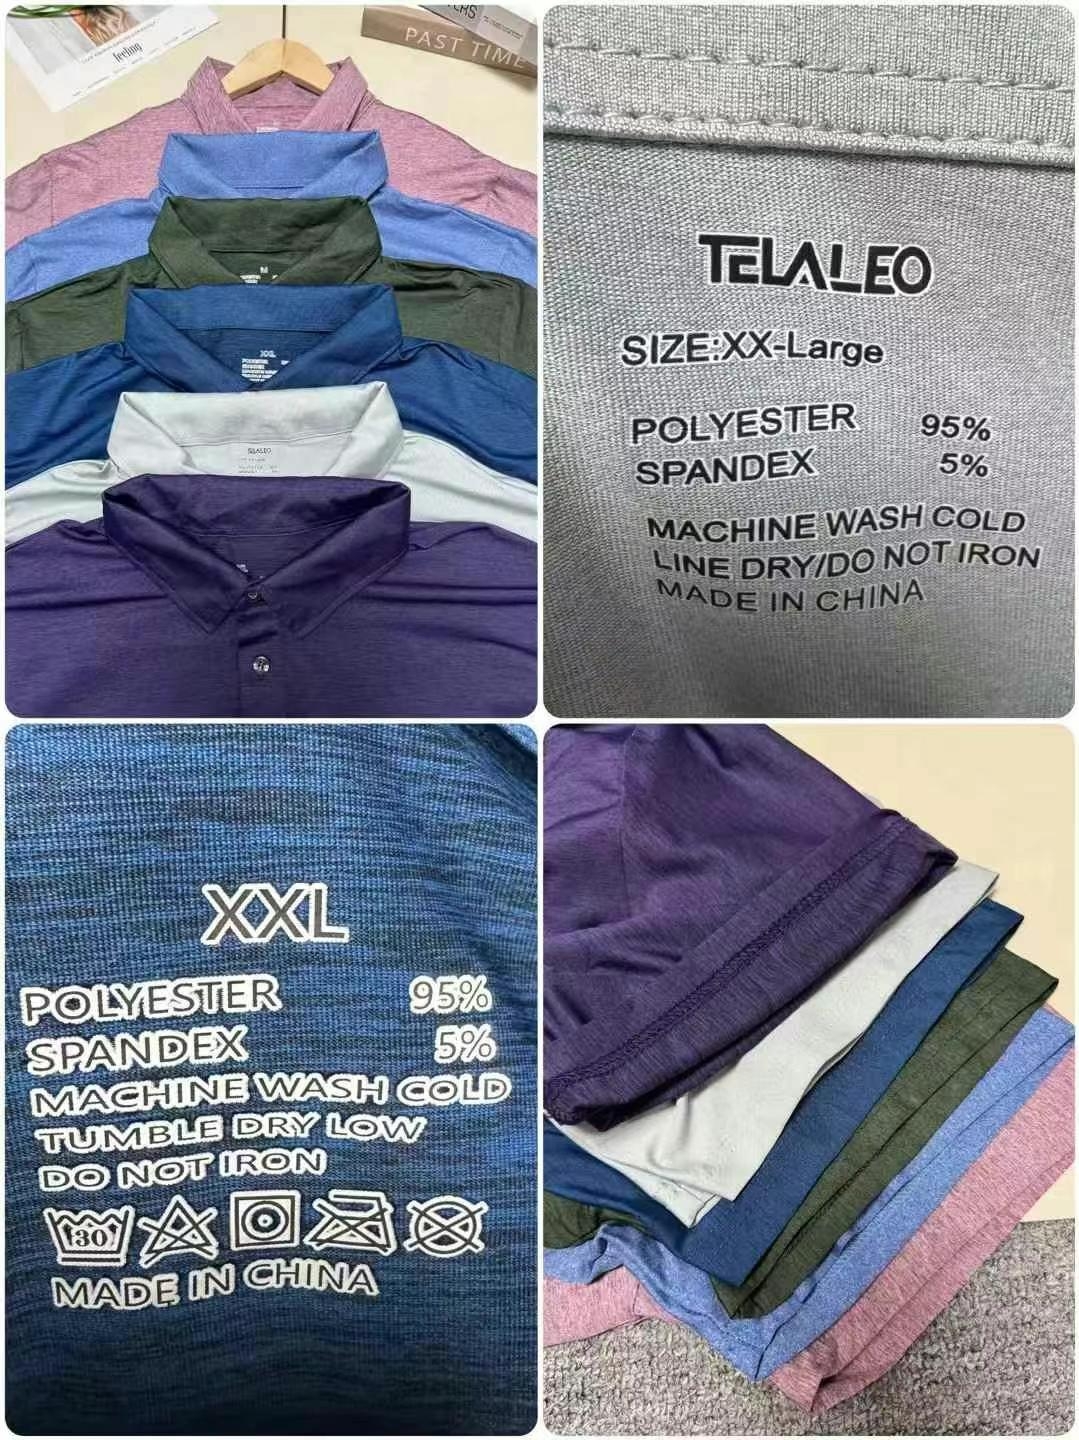 feeling
PAST TIME
M
XXL
TELALEO
TELALEO
SIZE:XX-Large
POLYESTER 95%
SPANDEX 5%
MACHINE WASH COLD
LINE DRY/DO NOT IRON
MADE IN CHINA
XXL
POLYESTER 95%
SPANDEX 5%
MACHINE WASH COLD
TUMBLE DRY LOW
DO NOT IRON
30
MADE IN CHINA